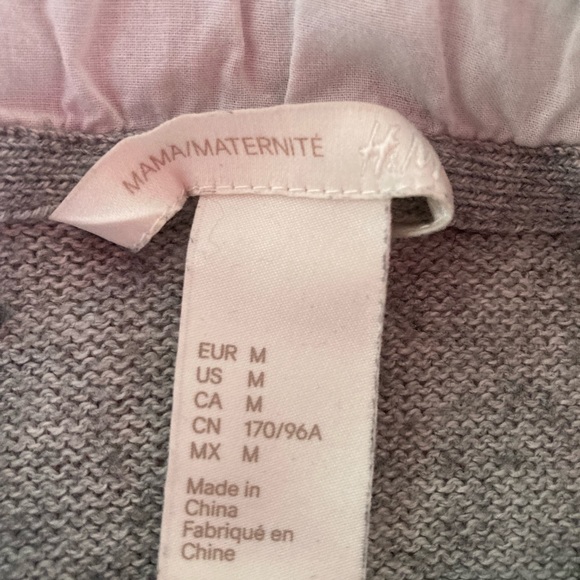 MAMA/MATERNITÉ
H&M
EUR M
US M
CA M
CN 170/96A
MX M
Made in
China
Fabriqué en
Chine